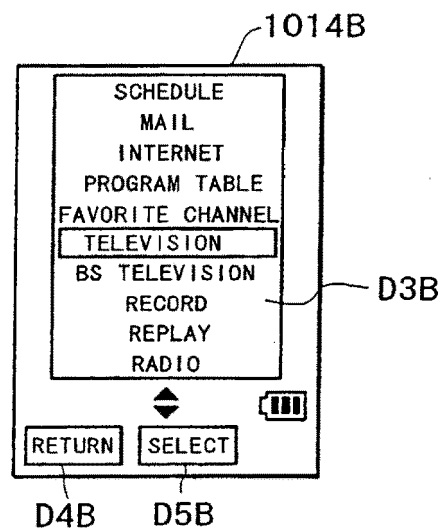 1014B
SCHEDULE
MAIL
INTERNET
PROGRAM TABLE
FAVORITE CHANNEL
TELEVISION
BS TELEVISION
RECORD
REPLAY
RADIO
D3B
RETURN SELECT
D4B D5B